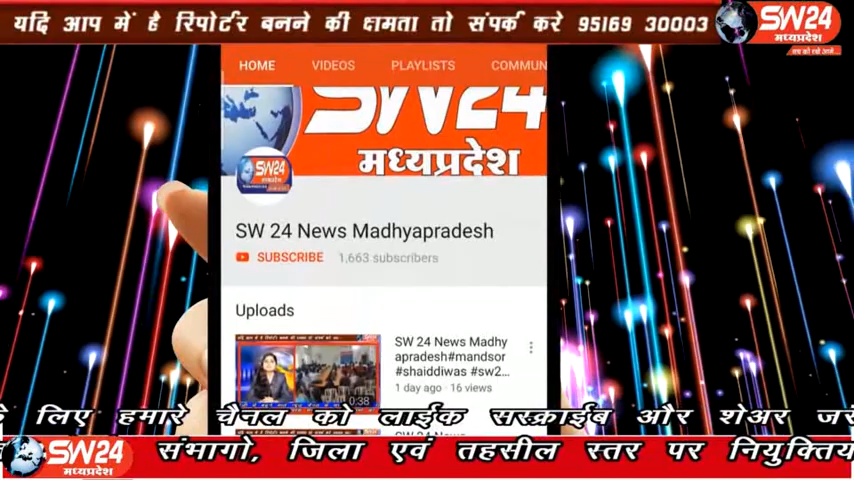 यदि आप में है रिपोर्टर बनने की क्षमता तो संपर्क करे 95169 30003
SW24
मध्यप्रदेश
HOME VIDEOS PLAYLISTS COMMUN
SW24
मध्यप्रदेश
SW24
SW 24 News Madhyapradesh
SUBSCRIBE 1,663 subscribers
Uploads
SW 24 News Madhy
apradesh#mandsor
#shaiddiwas #sw2...
1 day ago · 16 views
0:38
लिए हमारे चैनल को लाईक सस्क्राईब और शेअर
SW24
मध्यप्रदेश
संभागो, जिला एवं तहसील स्तर पर नियुक्तिय